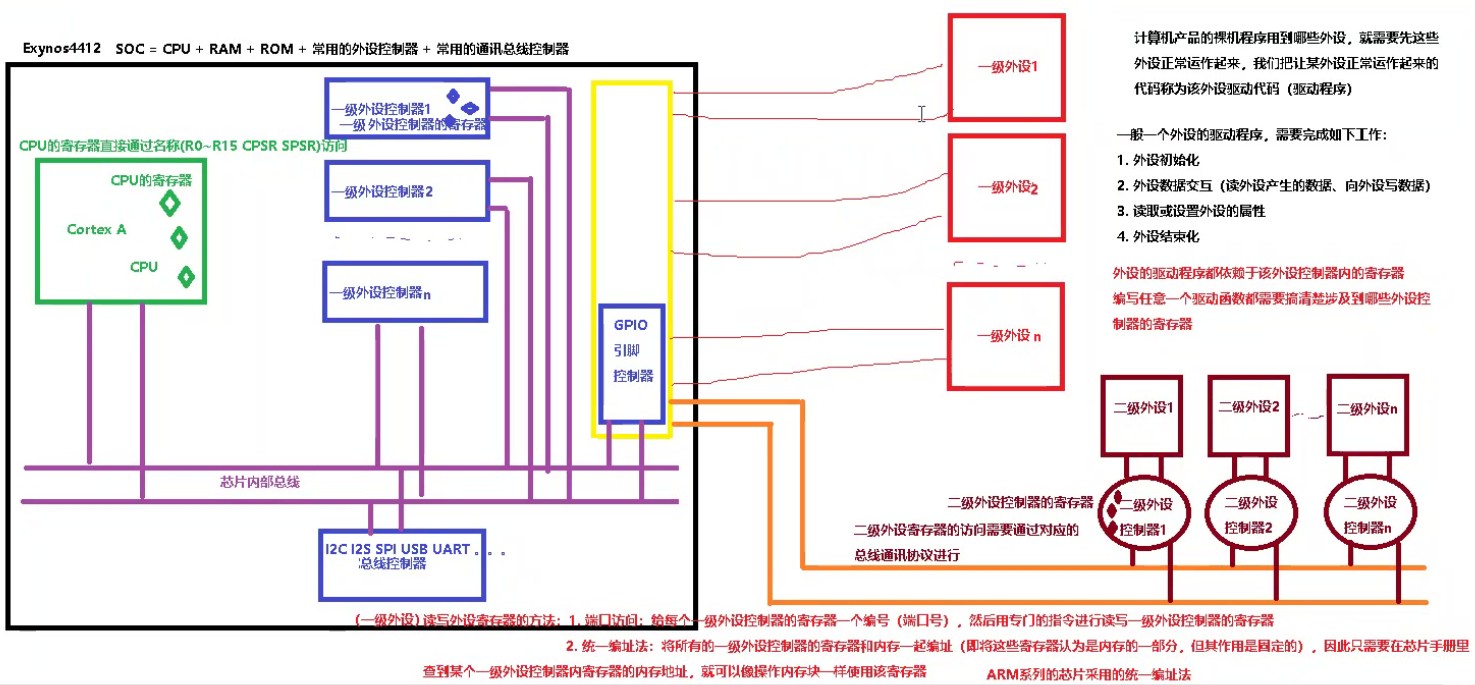 Exynos4412 SOC = CPU + RAM + ROM + 常用的外设控制器 + 常用的通讯总线控制器
CPU的寄存器直接通过名称(R0~R15 CPSR SPSR)访问
CPU的寄存器
Cortex A
CPU
一级外设控制器1
一级外设控制器的寄存器
一级外设控制器2
一级外设控制器n
GPIO
引脚
控制器
芯片内部总线
I2C I2S SPI USB UART . . .
总线控制器
一级外设1
一级外设2
一级外设 n
计算机产品的裸机程序用到哪些外设，就需要先这些
外设正常运作起来，我们把让某外设正常运作起来的
代码称为该外设驱动代码（驱动程序）
一般一个外设的驱动程序，需要完成如下工作：
1. 外设初始化
2. 外设数据交互（读外设产生的数据、向外设写数据）
3. 读取或设置外设的属性
4. 外设结束化
外设的驱动程序都依赖于该外设控制器内的寄存器
编写任意一个驱动函数都需要搞清楚涉及到哪些外设控
制器的寄存器
二级外设1
二级外设2
二级外设n
二级外设控制器的寄存器
二级外设
控制器1
二级外设
控制器2
二级外设
控制器n
二级外设寄存器的访问需要通过对应的
总线通讯协议进行
(一级外设) 读写外设寄存器的方法：1. 端口访问：给每个一级外设控制器的寄存器一个编号（端口号），然后用专门的指令进行读写一级外设控制器的寄存器
2. 统一编址法：将所有的一级外设控制器的寄存器和内存一起编址（即将这些寄存器认为是内存的一部分，但其作用是固定的），因此只需要在芯片手册里
查到某个一级外设控制器内寄存器的内存地址，就可以像操作内存块一样使用该寄存器
ARM系列的芯片采用的统一编址法